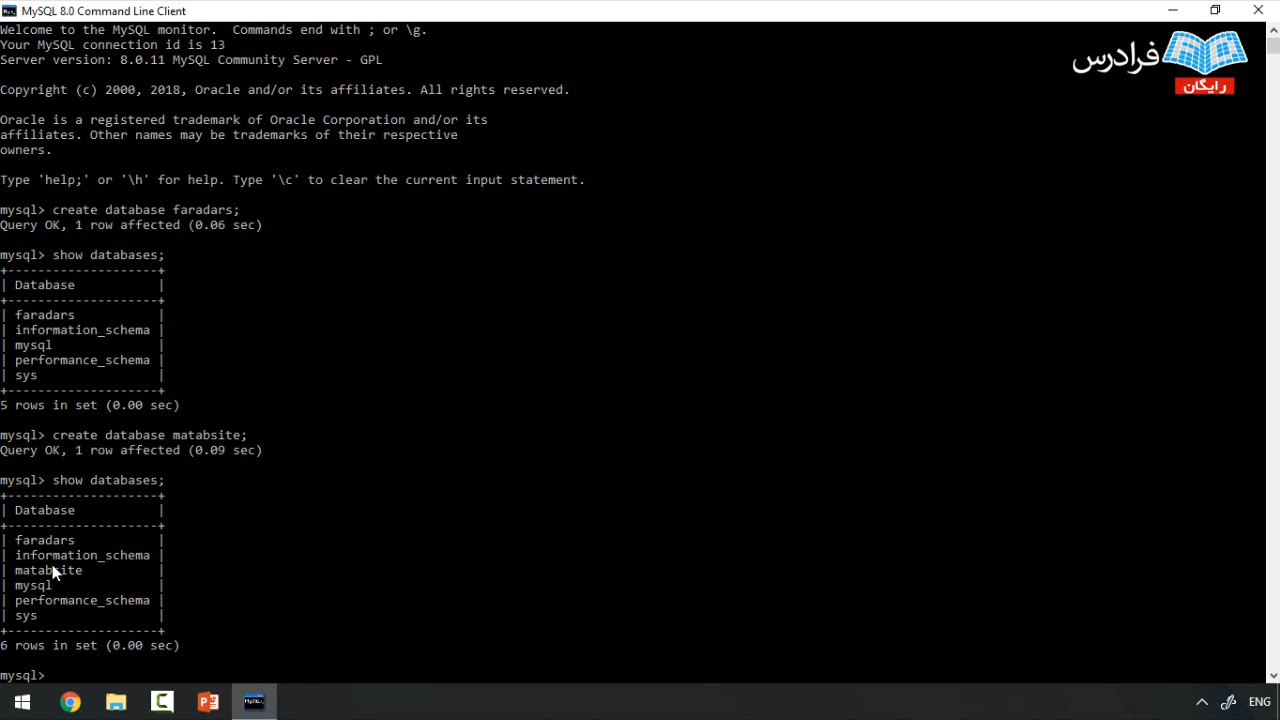 MySQL 8.0 Command Line Client
Welcome to the MySQL monitor.  Commands end with ; or \g.
Your MySQL connection id is 13
Server version: 8.0.11 MySQL Community Server - GPL
Copyright (c) 2000, 2018, Oracle and/or its affiliates. All rights reserved.
Oracle is a registered trademark of Oracle Corporation and/or its
affiliates. Other names may be trademarks of their respective
owners.
Type 'help;' or '\h' for help. Type '\c' to clear the current input statement.
mysql> create database faradars;
Query OK, 1 row affected (0.06 sec)
mysql> show databases;
+--------------------+
| Database           |
+--------------------+
| faradars           |
| information_schema |
| mysql              |
| performance_schema |
| sys                |
+--------------------+
5 rows in set (0.00 sec)
mysql> create database matabsite;
Query OK, 1 row affected (0.09 sec)
mysql> show databases;
+--------------------+
| Database           |
+--------------------+
| faradars           |
| information_schema |
| matabsite          |
| mysql              |
| performance_schema |
| sys                |
+--------------------+
6 rows in set (0.00 sec)
mysql>
فرادرس
رایگان
ENG